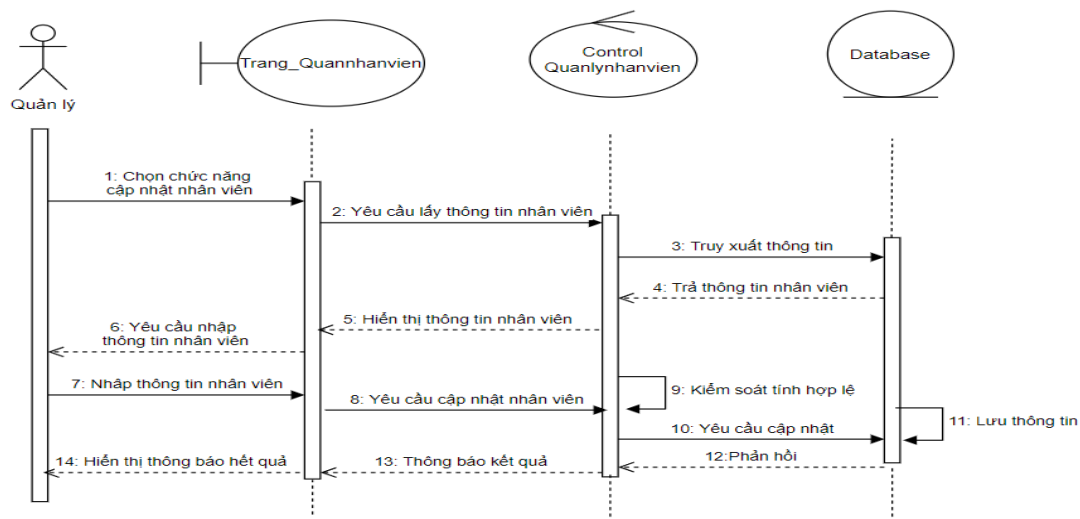 Quản lý
Trang_Quannhanvien
Control
Quanlynhanvien
Database
1: Chọn chức năng
cập nhật nhân viên
2: Yêu cầu lấy thông tin nhân viên
3: Truy xuất thông tin
4: Trả thông tin nhân viên
5: Hiển thị thông tin nhân viên
6: Yêu cầu nhập
thông tin nhân viên
7: Nhâp thông tin nhân viên
8: Yêu cầu cập nhật nhân viên
9: Kiểm soát tính hợp lệ
10: Yêu cầu cập nhật
11: Lưu thông tin
12:Phản hồi
13: Thông báo kết quả
14: Hiển thị thông báo hết quả